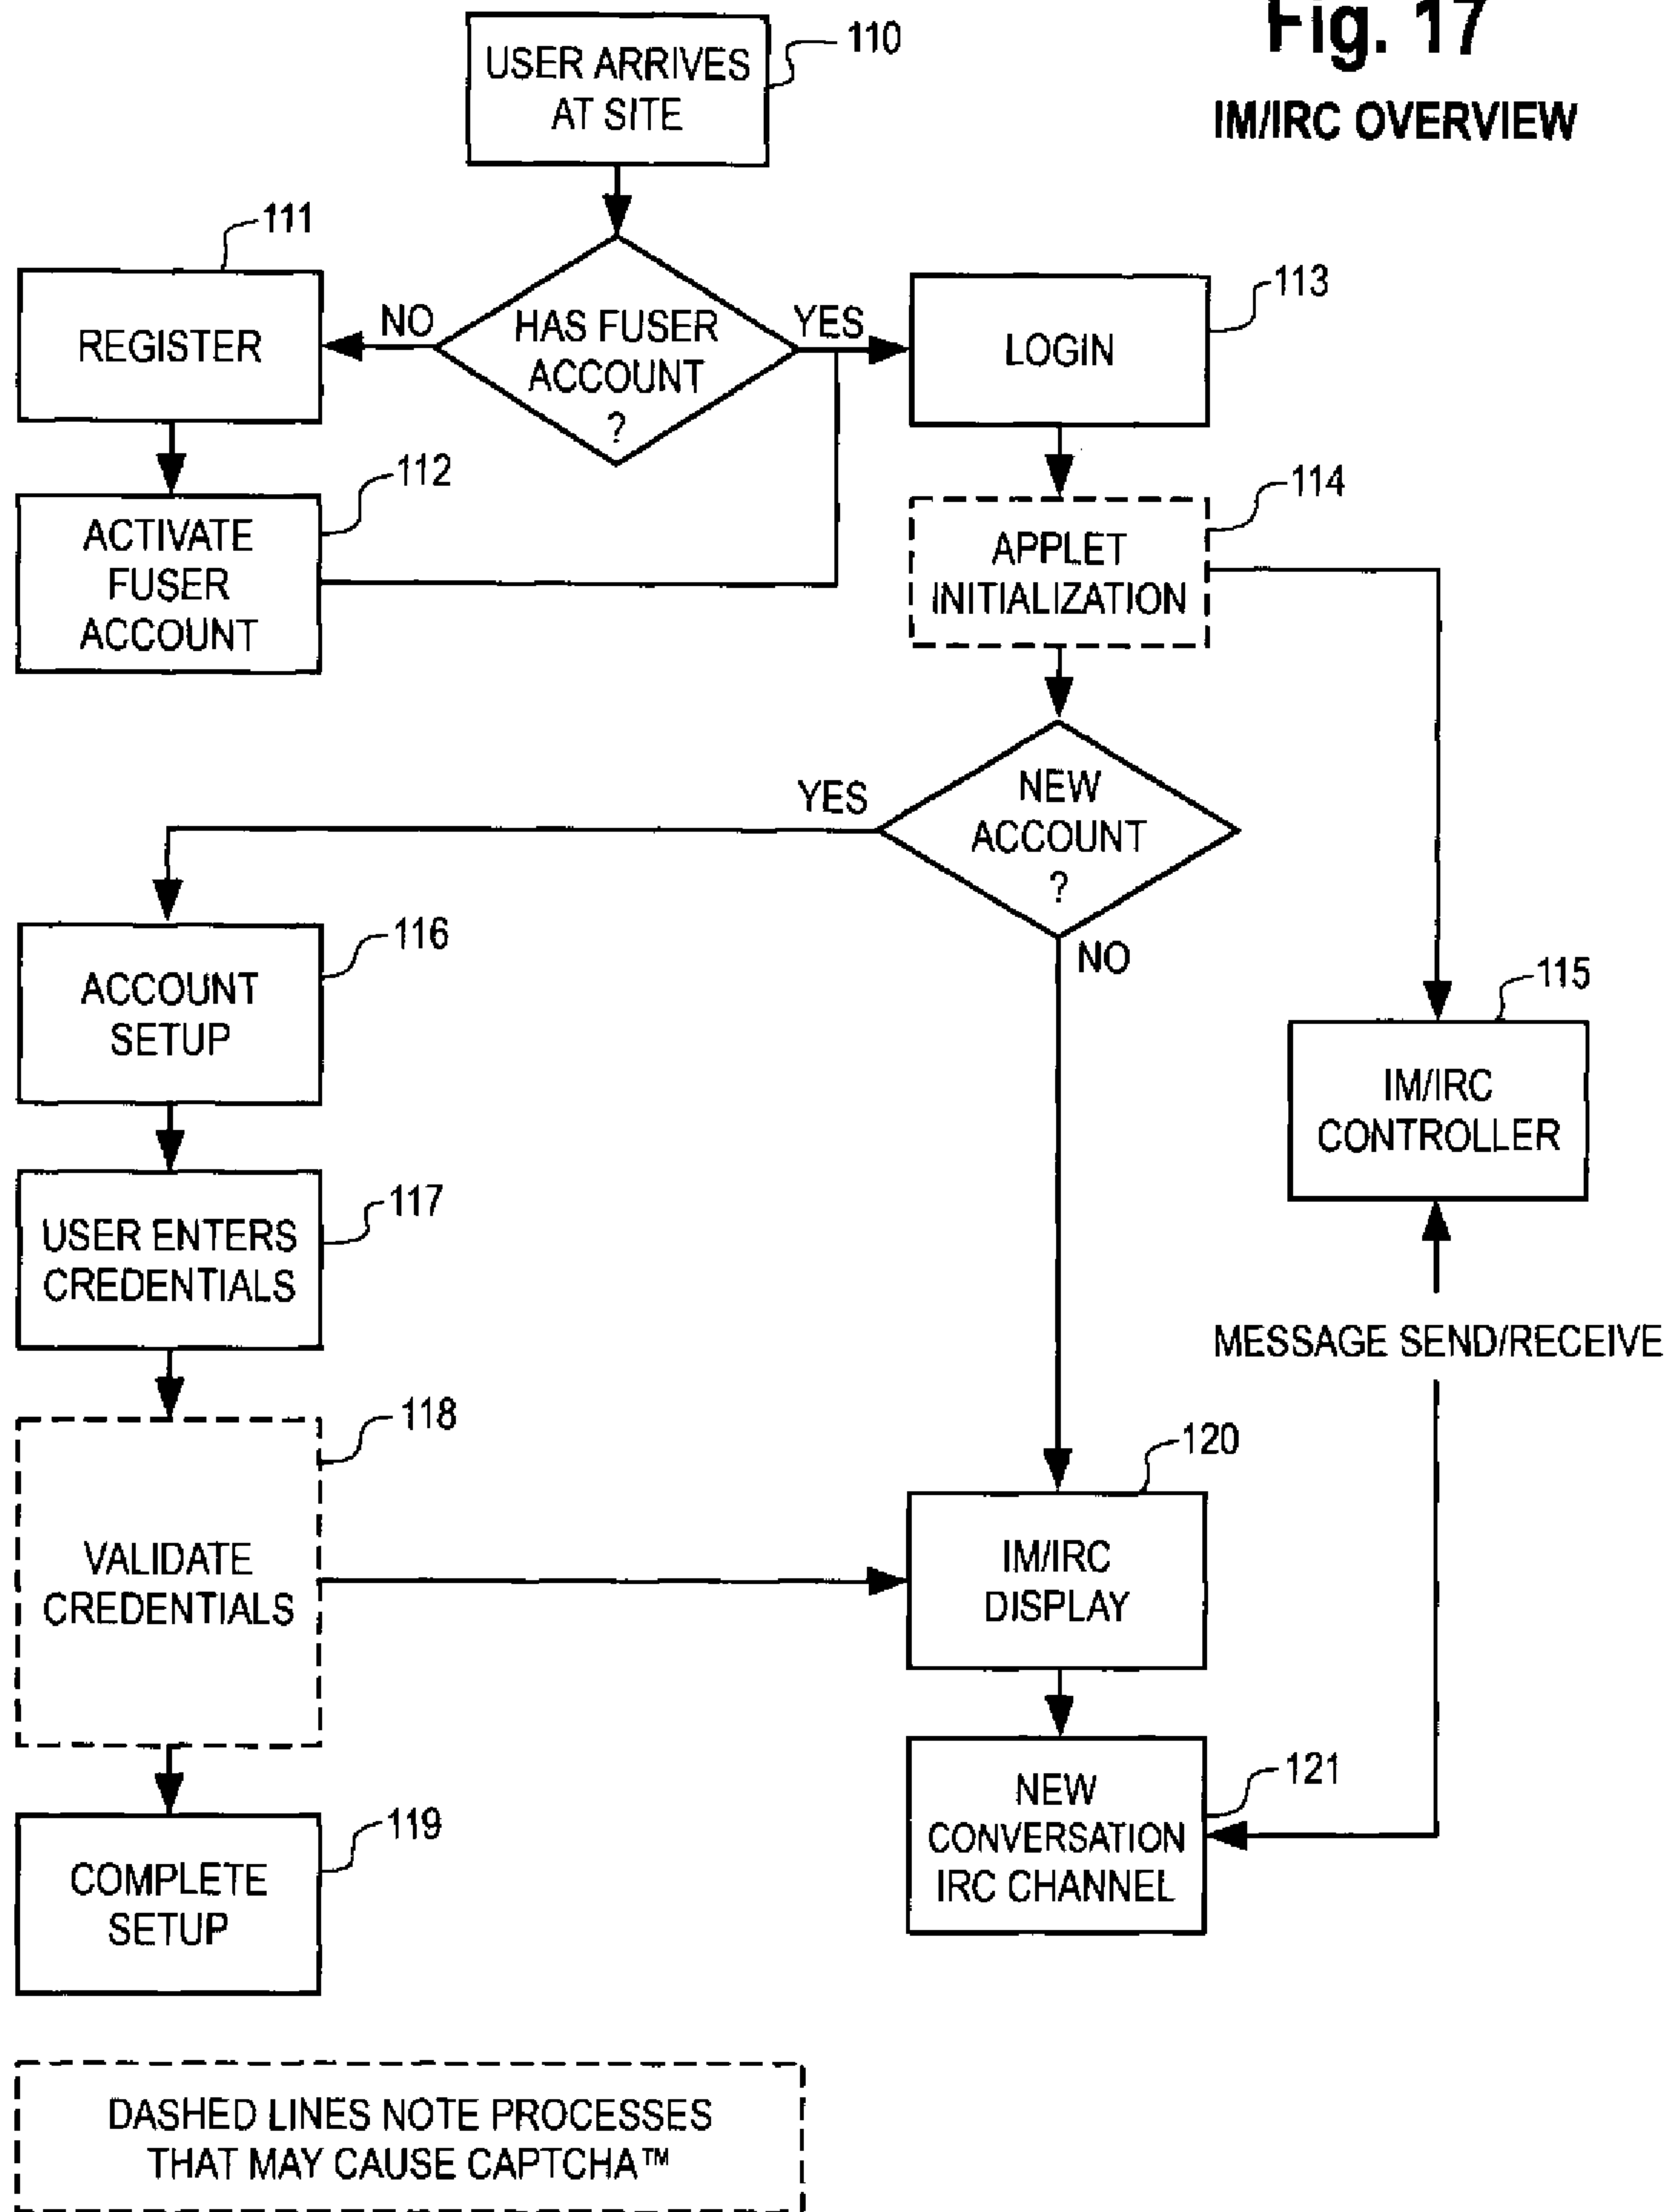 Fig. 17
IM/IRC OVERVIEW
USER ARRIVES
AT SITE
110
111
REGISTER
NO
HAS FUSER
ACCOUNT
?
YES
113
LOGIN
112
ACTIVATE
FUSER
ACCOUNT
114
APPLET
INITIALIZATION
YES
NEW
ACCOUNT
?
NO
116
ACCOUNT
SETUP
115
IM/IRC
CONTROLLER
117
USER ENTERS
CREDENTIALS
MESSAGE SEND/RECEIVE
118
VALIDATE
CREDENTIALS
120
IM/IRC
DISPLAY
119
COMPLETE
SETUP
121
NEW
CONVERSATION
IRC CHANNEL
DASHED LINES NOTE PROCESSES
THAT MAY CAUSE CAPTCHA™